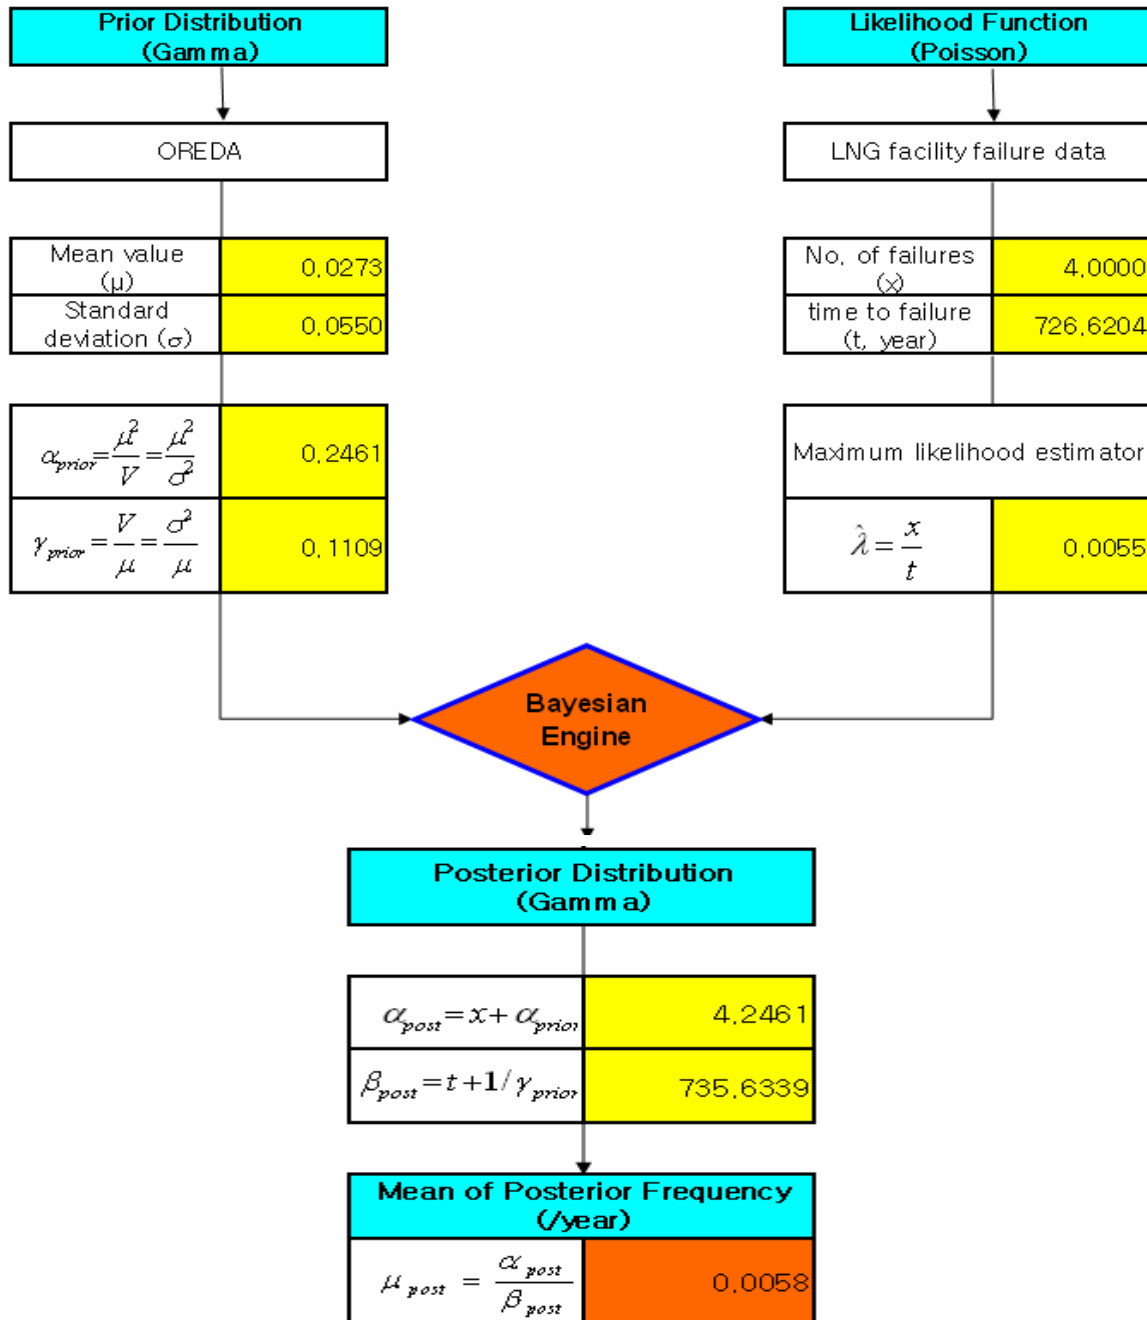 Prior Distribution
(Gamma)
OREDA
Mean value
(μ)
0,0273
Standard
deviation (σ)
0,0550
α_prior = μ²/V = μ²/σ²
0,2461
γ_prior = V/μ = σ²/μ
0,1109
Likelihood Function
(Poisson)
LNG facility failure data
No. of failures
(x)
4,0000
time to failure
(t, year)
726,6204
Maximum likelihood estimator
λ̂ = x/t
0,0055
Bayesian
Engine
Posterior Distribution
(Gamma)
α_post = x + α_prior
4,2461
β_post = t + 1/γ_prior
735,6339
Mean of Posterior Frequency
(/year)
μ_post = α_post/β_post
0,0058